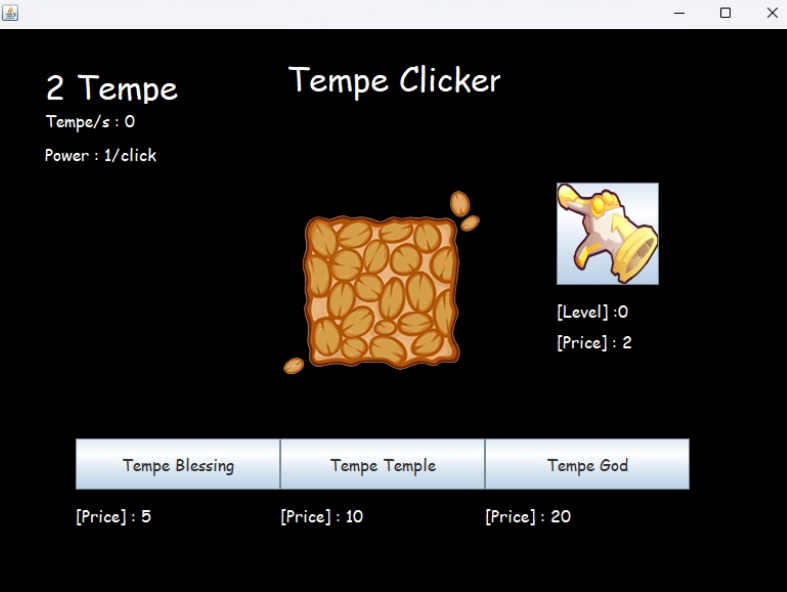 Tempe Clicker
2 Tempe
Tempe/s : 0
Power : 1/click
[Level] :0
[Price] : 2
Tempe Blessing
Tempe Temple
Tempe God
[Price] : 5
[Price] : 10
[Price] : 20